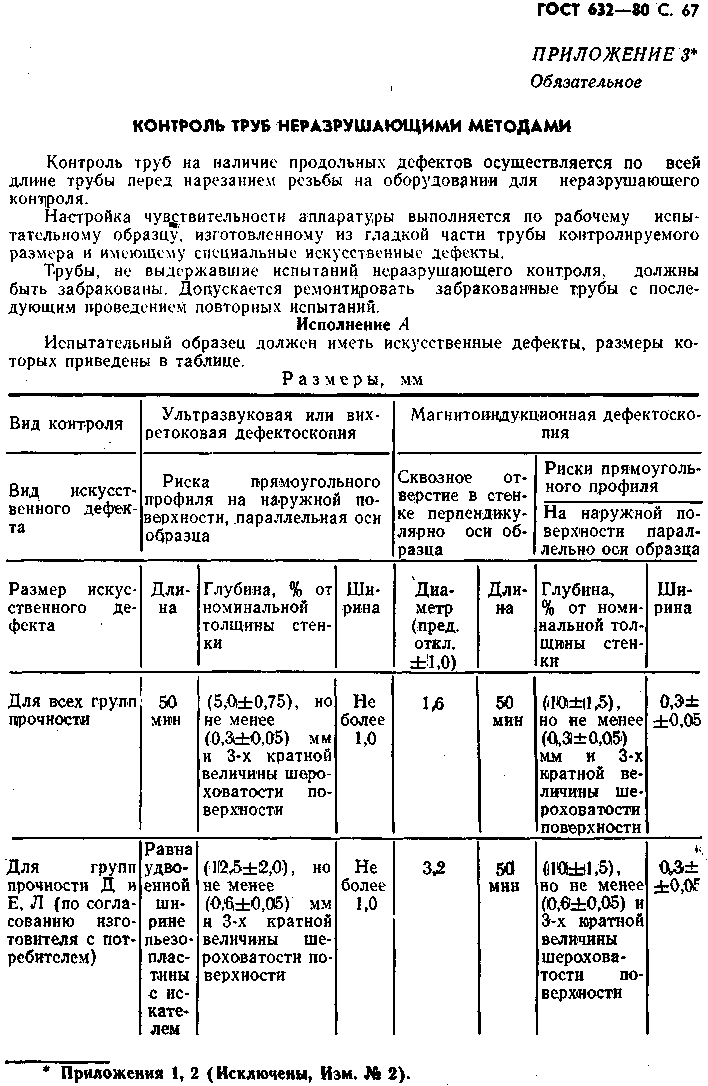 ГОСТ 632—80 С. 67
ПРИЛОЖЕНИЕ 3*
Обязательное
КОНТРОЛЬ ТРУБ НЕРАЗРУШАЮЩИМИ МЕТОДАМИ
Контроль труб на наличие продольных дефектов осуществляется по всей
длине трубы перед нарезанием резьбы на оборудовании для неразрушающего
контроля.
Настройка чувствительности аппаратуры выполняется по рабочему испы-
тательному образцу, изготовленному из гладкой части трубы контролируемого
размера и имеющему специальные искусственные дефекты.
Трубы, не выдержавшие испытаний неразрушающего контроля, должны
быть забракованы. Допускается ремонтировать забракованные трубы с после-
дующим проведением повторных испытаний.
Исполнение А
Испытательный образец должен иметь искусственные дефекты, размеры ко-
торых приведены в таблице.
Размеры, мм
Вид контроля
Ультразвуковая или вих-
ретоковая дефектоскопия
Магнитоиндукционная дефектоско-
пия
Вид искусст-
венного дефек-
та
Риска прямоугольного
профиля на наружной по-
верхности, параллельная оси
образца
Сквозное от-
верстие в стен-
ке перпендику-
лярно оси об-
разца
Риски прямоуголь-
ного профиля
На наружной по-
верхности парал-
лельно оси образца
Размер искус-
ственного де-
фекта
Дли-
на
Глубина, % от
номинальной
толщины стен-
ки
Ши-
рина
Диа-
метр
(пред.
откл.
±1,0)
Дли-
на
Глубина,
% от номи-
нальной тол-
щины стен-
ки
Ши-
рина
Для всех групп
прочности
50
мин
(5,0±0,75), но
не менее
(0,3±0,05) мм
и 3-х кратной
величины шеро-
ховатости по-
верхности
Не
более
1,0
1,6
50
мин
(10±1,5),
но не менее
(0,3±0,05)
мм и 3-х
кратной ве-
личины ше-
роховатости
поверхности
0,3±
±0,05
Для групп
прочности Д и
Е, Л (по согла-
сованию изго-
товителя с пот-
ребителем)
Равна
удво-
енной
ши-
рине
пьезо-
плас-
тины
с ис-
кате-
лем
(12,5±2,0), но
не менее
(0,6±0,05) мм
и 3-х кратной
величины ше-
роховатости по-
верхности
Не
более
1,0
3,2
50
мин
(10±1,5),
но не менее
(0,6±0,05) и
3-х кратной
величины
шерохова-
тости по-
верхности
0,3±
±0,05
* Приложения 1, 2 (Исключены, Изм. № 2).